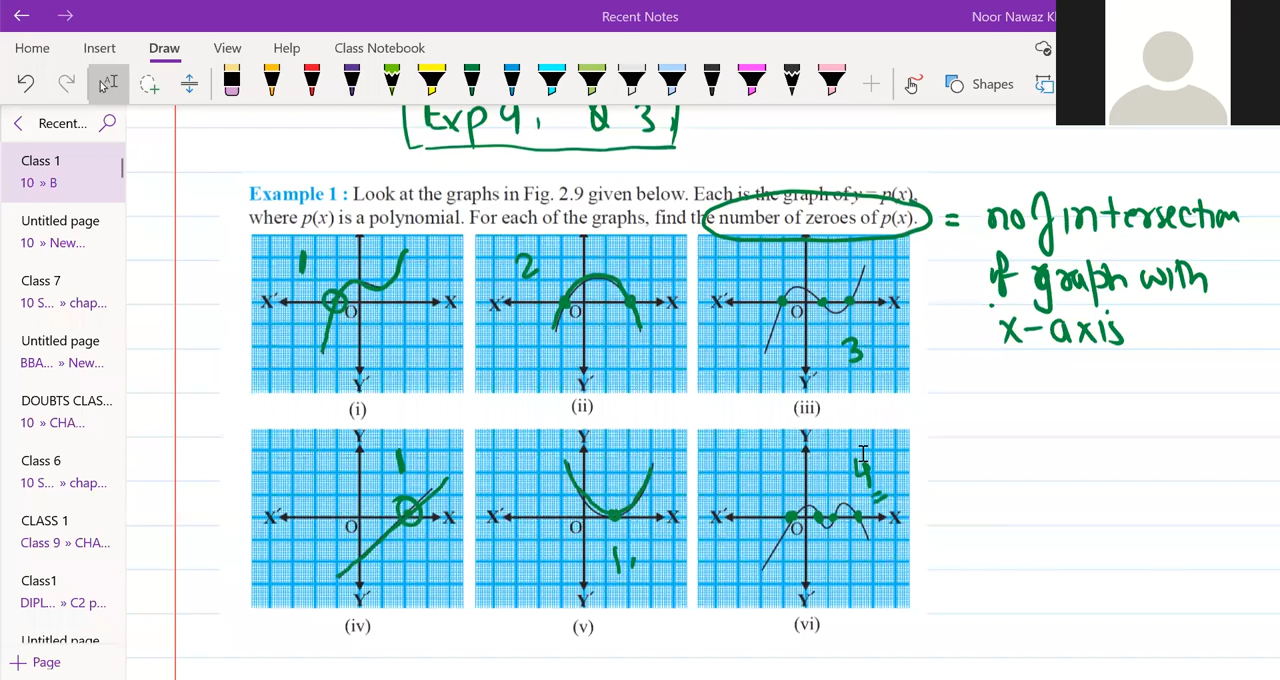 Recent Notes
Noor Nawaz Kh
Home Insert Draw View Help Class Notebook
Shapes
Recent...
Class 1
10 » B
Untitled page
10 » New...
Class 7
10 S... » chap...
Untitled page
BBA... » New...
DOUBTS CLAS...
10 » CHA...
Class 6
10 S... » chap...
CLASS 1
Class 9 » CHA...
Class1
DIPL... » C2 p...
Untitled page
Page
Exp 4, Q 3,
Example 1 : Look at the graphs in Fig. 2.9 given below. Each is the graph of y = p(x),
where p(x) is a polynomial. For each of the graphs, find the number of zeroes of p(x).
= no of intersection
of graph with
x-axis
1 X′ O X Y′
(i)
2 X′ O X Y′
(ii)
X′ O X 3 Y′
(iii)
Y 1 X′ O X Y′
(iv)
Y X′ O X 1, Y′
(v)
Y 4 X′ O X Y′
(vi)